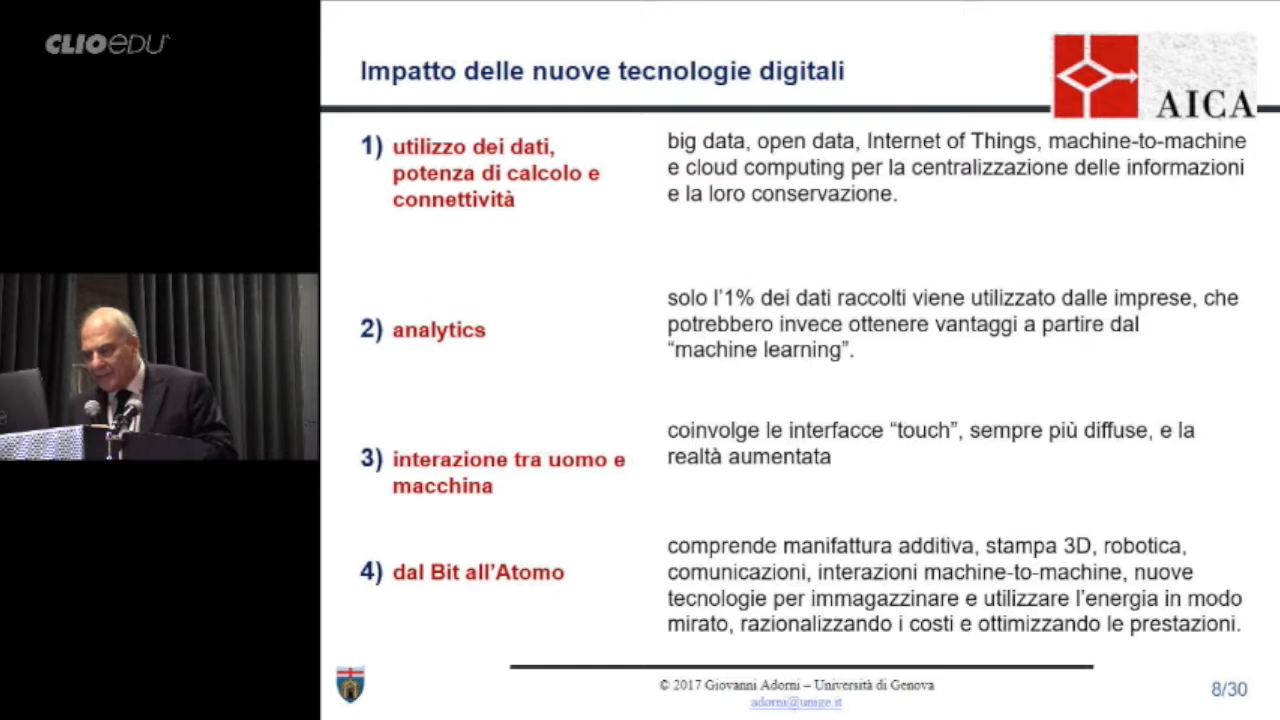 CLIOEDU
Impatto delle nuove tecnologie digitali
AICA
1) utilizzo dei dati,
potenza di calcolo e
connettività
big data, open data, Internet of Things, machine-to-machine
e cloud computing per la centralizzazione delle informazioni
e la loro conservazione.
2) analytics
solo l'1% dei dati raccolti viene utilizzato dalle imprese, che
potrebbero invece ottenere vantaggi a partire dal
“machine learning”.
3) interazione tra uomo e
macchina
coinvolge le interfacce “touch”, sempre più diffuse, e la
realtà aumentata
4) dal Bit all'Atomo
comprende manifattura additiva, stampa 3D, robotica,
comunicazioni, interazioni machine-to-machine, nuove
tecnologie per immagazzinare e utilizzare l'energia in modo
mirato, razionalizzando i costi e ottimizzando le prestazioni.
© 2017 Giovanni Adorni – Università di Genova
adorni@unige.it
8/30